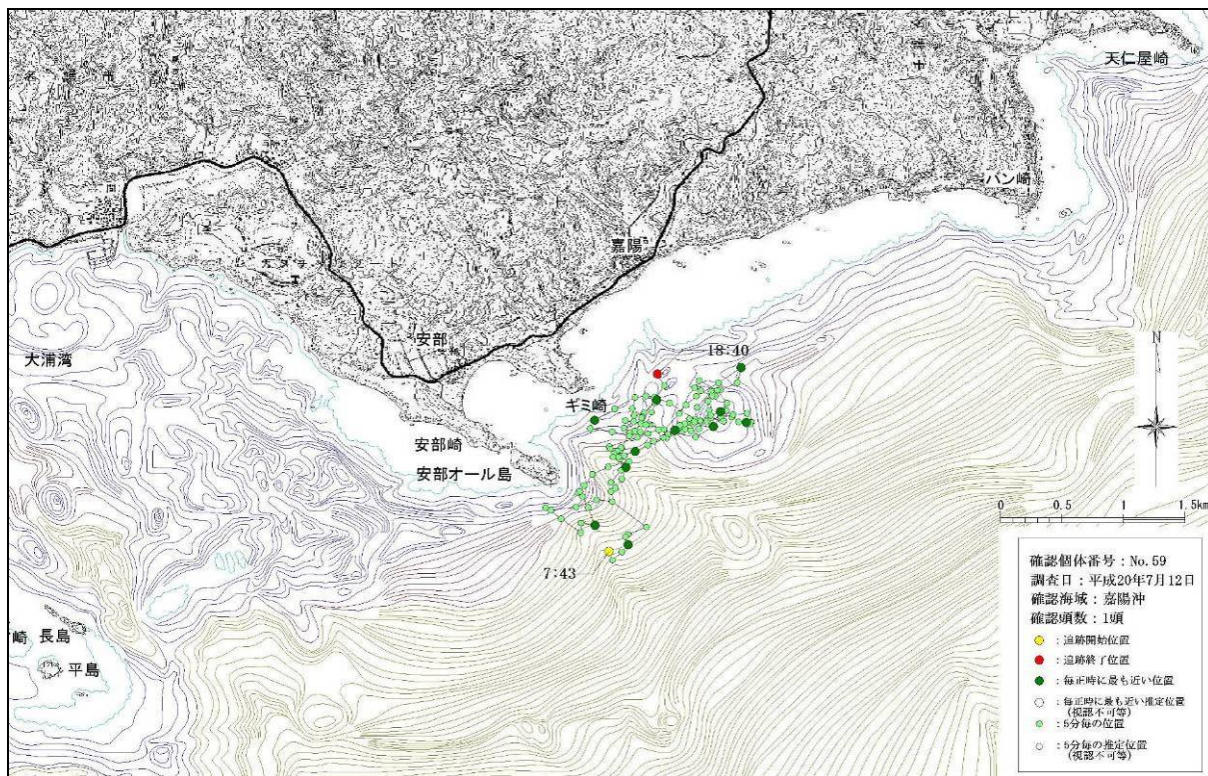 天仁屋崎
バン崎
嘉陽
安部
18:40
大浦湾
ギミ崎
安部崎
安部オール島
N
0 0.5 1 1.5km
7:43
長島
崎
平島
確認個体番号：No.59
調査日：平成20年7月12日
確認海域：嘉陽沖
確認頭数：1頭
：追跡開始位置
：追跡終了位置
：毎正時に最も近い位置
：毎正時に最も近い推定位置
(視認不可等)
：5分毎の位置
：5分毎の推定位置
(視認不可等)